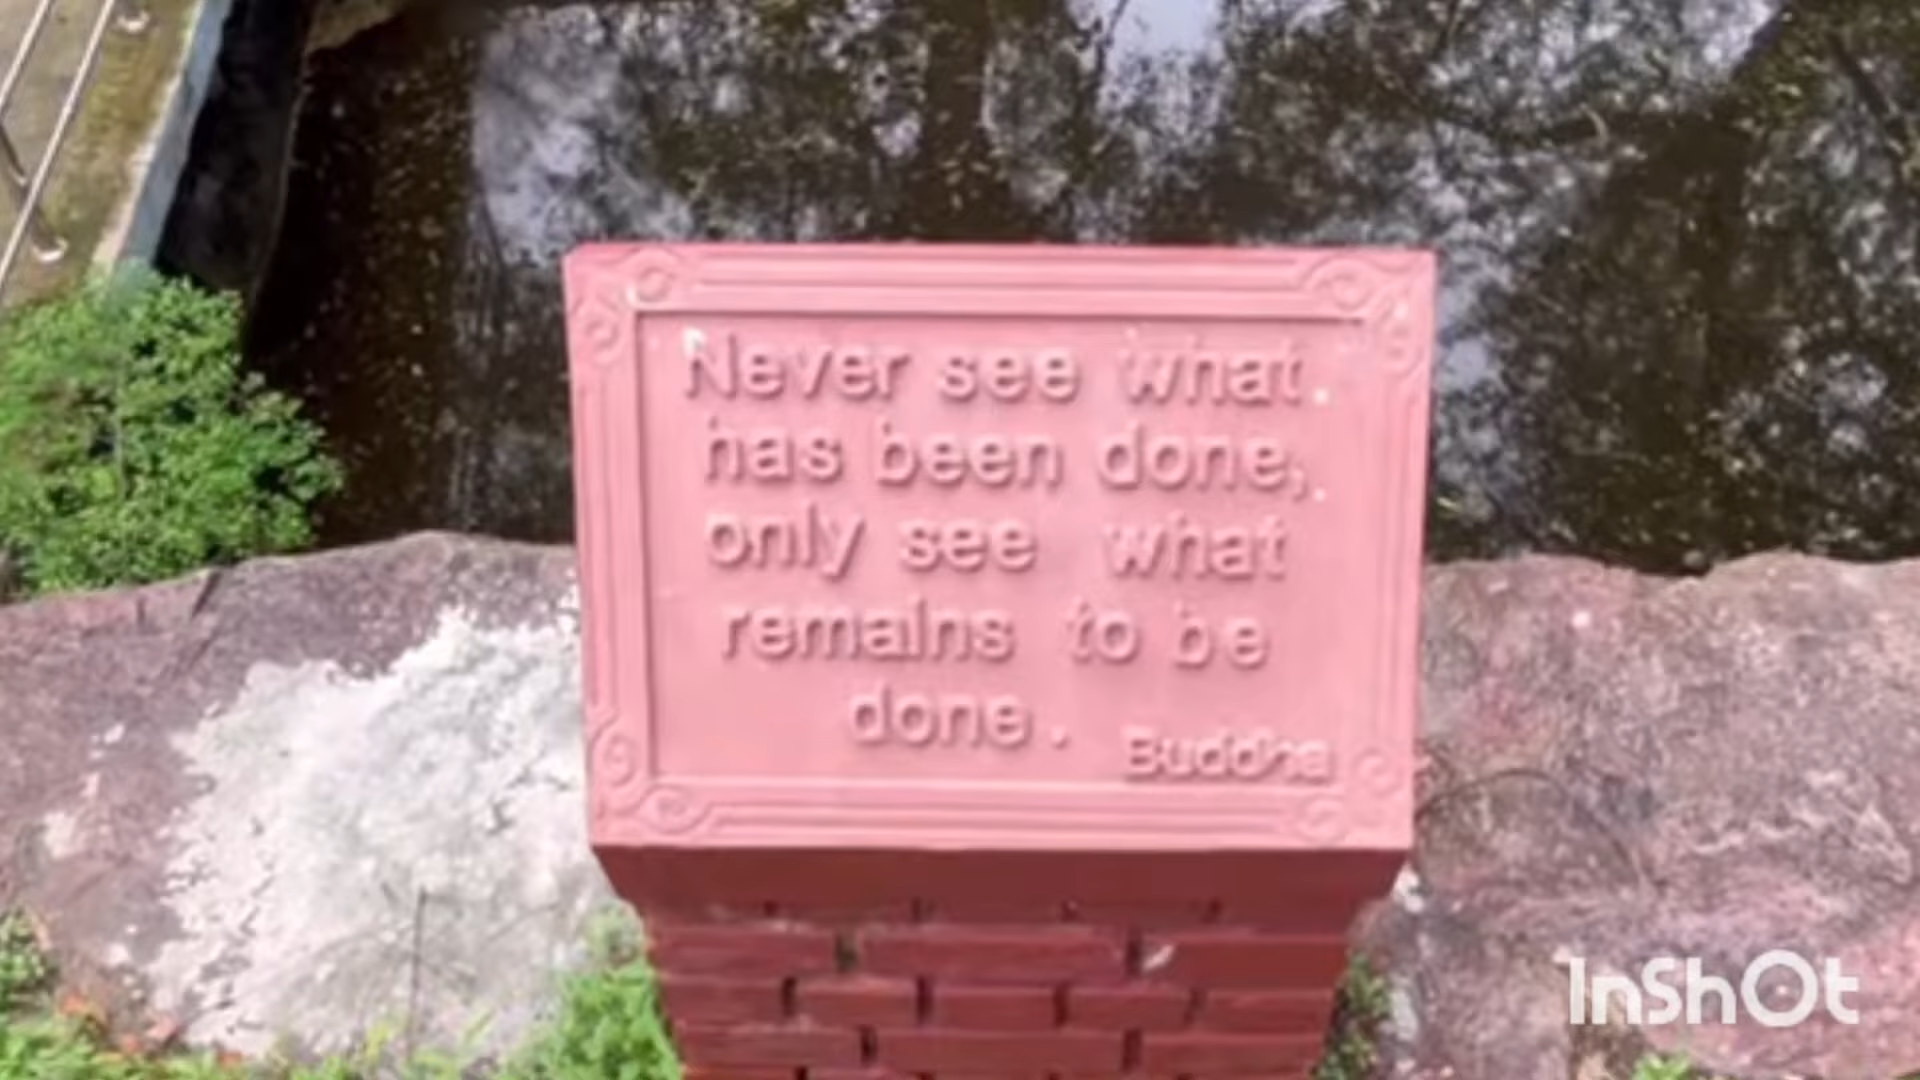 Never see what
has been done,
only see what
remains to be
done.
Buddha
InShOt